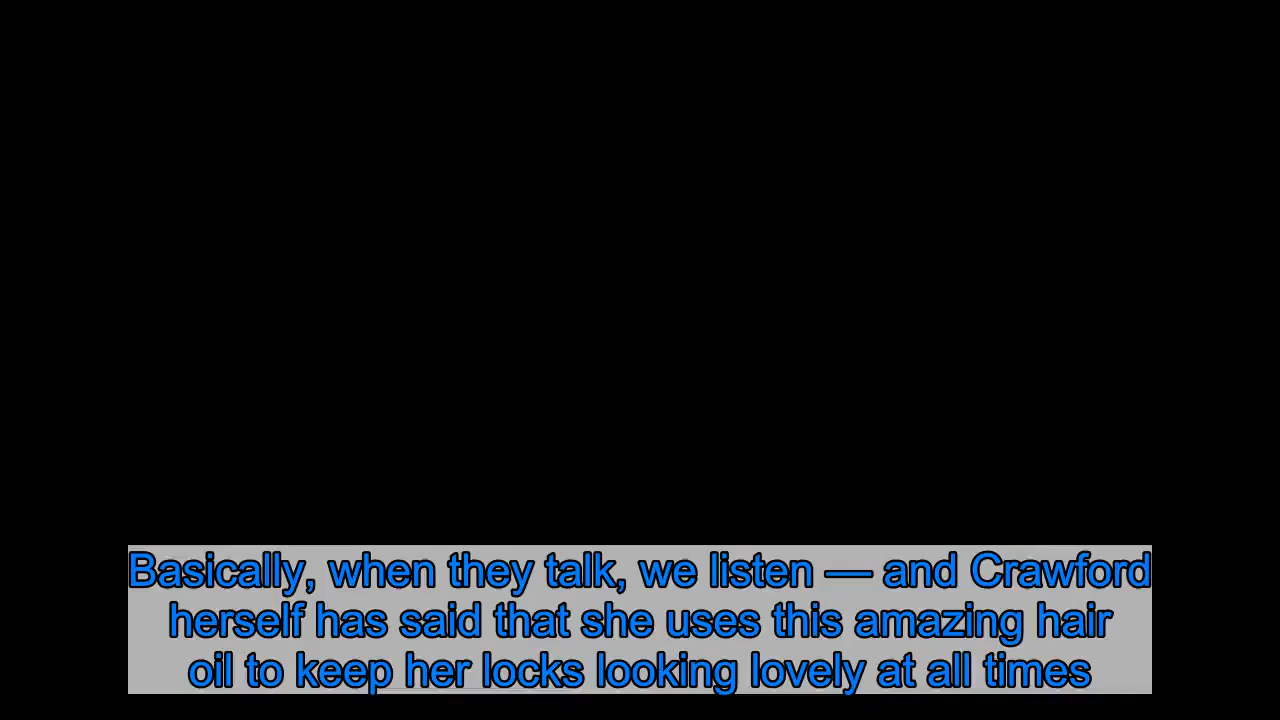 Basically, when they talk, we listen — and Crawford
herself has said that she uses this amazing hair
oil to keep her locks looking lovely at all times